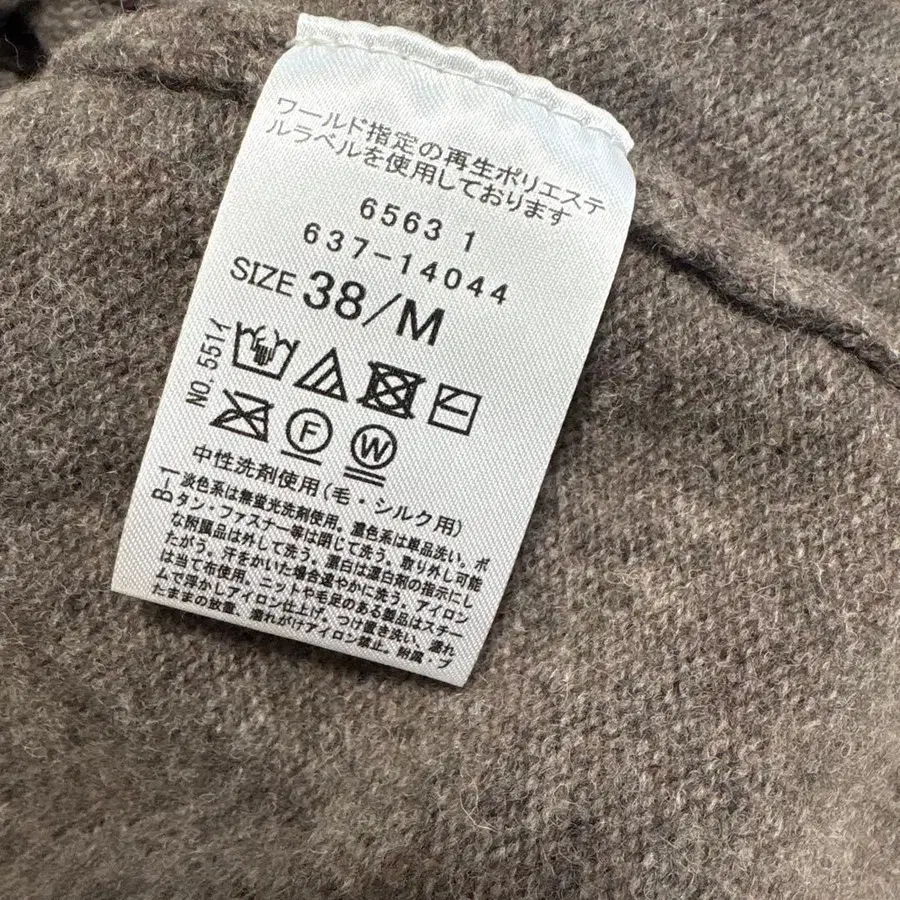 ワールド指定の再生ポリエステ
ルラベルを使用しております
6563 1
637-14044
SIZE 38/M
NO. 551イ
F
W
中性洗剤使用(毛・シルク用)
B-1
淡色系は無蛍光洗剤使用。濃色系は単品洗い。ボ
タン・ファスナー等は閉じて洗う。取り外し可能
な附属品は外して洗う。漂白は漂白剤の指示にし
たがう。汗をかいた場合速やかに洗う。アイロン
は当て布使用、ニットや毛足のある製品はスチー
ムで浮かしアイロン仕上げ。つけ置き洗い、濡れ
たままの放置、濡れがけアイロン禁止。附属・プ